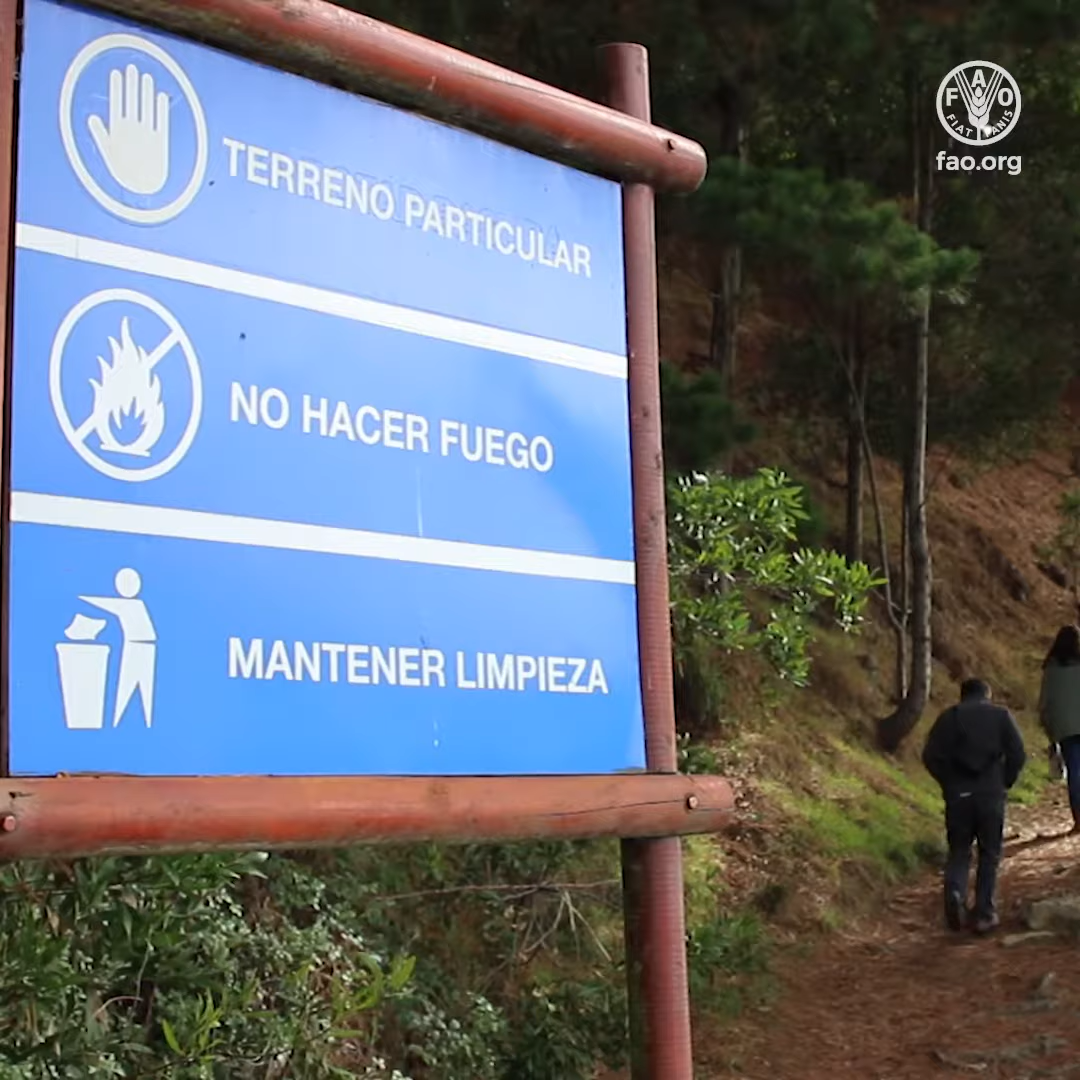 TERRENO PARTICULAR
NO HACER FUEGO
MANTENER LIMPIEZA
F A O
FIAT PANIS
fao.org